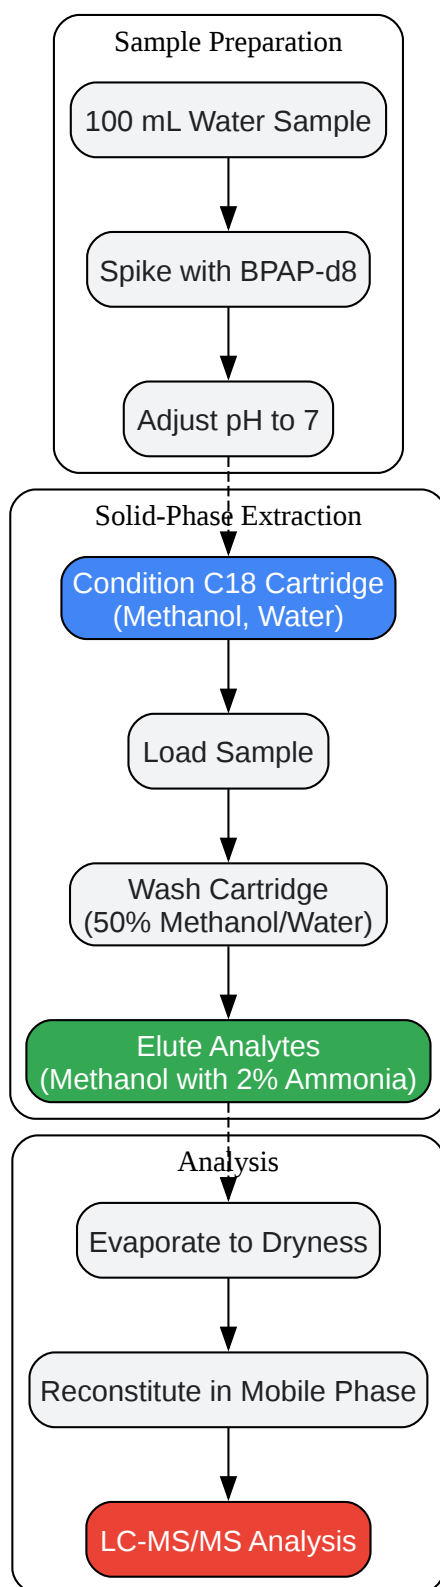 Sample Preparation
100 mL Water Sample
Spike with BPAP-d8
Adjust pH to 7
Solid-Phase Extraction
Condition C18 Cartridge
(Methanol, Water)
Load Sample
Wash Cartridge
(50% Methanol/Water)
Elute Analytes
(Methanol with 2% Ammonia)
Analysis
Evaporate to Dryness
Reconstitute in Mobile Phase
LC-MS/MS Analysis